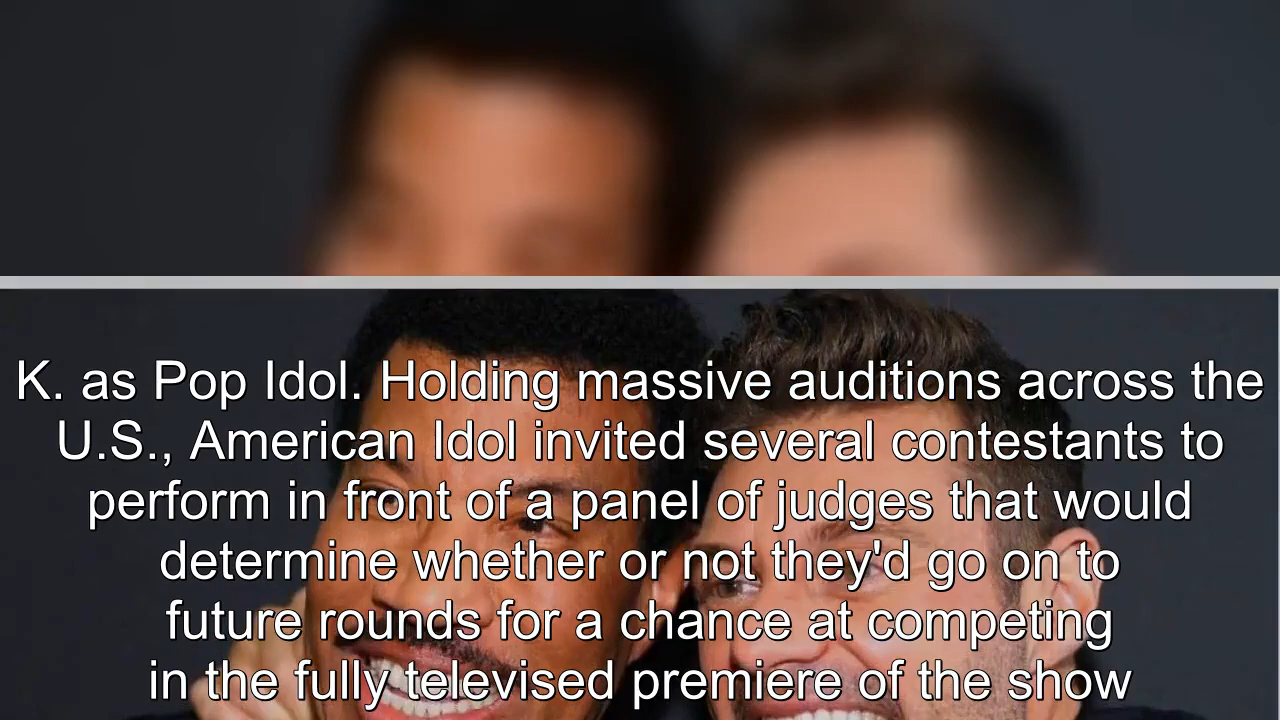 K. as Pop Idol. Holding massive auditions across the
U.S., American Idol invited several contestants to
perform in front of a panel of judges that would
determine whether or not they'd go on to
future rounds for a chance at competing
in the fully televised premiere of the show